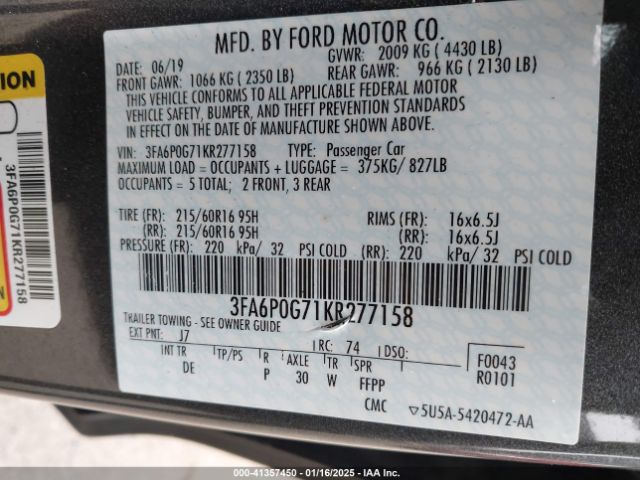 MFD. BY FORD MOTOR CO.
DATE: 06/19 GVWR: 2009 KG ( 4430 LB)
FRONT GAWR: 1066 KG ( 2350 LB) REAR GAWR: 966 KG ( 2130 LB)
THIS VEHICLE CONFORMS TO ALL APPLICABLE FEDERAL MOTOR
VEHICLE SAFETY, BUMPER, AND THEFT PREVENTION STANDARDS
IN EFFECT ON THE DATE OF MANUFACTURE SHOWN ABOVE.
VIN: 3FA6P0G71KR277158 TYPE: Passenger Car
MAXIMUM LOAD = OCCUPANTS + LUGGAGE = 375KG/ 827LB
OCCUPANTS = 5 TOTAL; 2 FRONT, 3 REAR
TIRE (FR): 215/60R16 95H RIMS (FR): 16x6.5J
(RR): 215/60R16 95H (RR): 16x6.5J
PRESSURE (FR): 220 kPa/ 32 PSI COLD (RR): 220 kPa/ 32 PSI COLD
3FA6P0G71KR277158
TRAILER TOWING - SEE OWNER GUIDE
EXT PNT: J7 RC: 74 DSO:
INT TR TP/PS R AXLE TR SPR F0043
DE P 30 W FFPP R0101
CMC 5U5A-5420472-AA
ION
3FA6P0G71KR277158
000-41357450 - 01/16/2025 - IAA Inc.